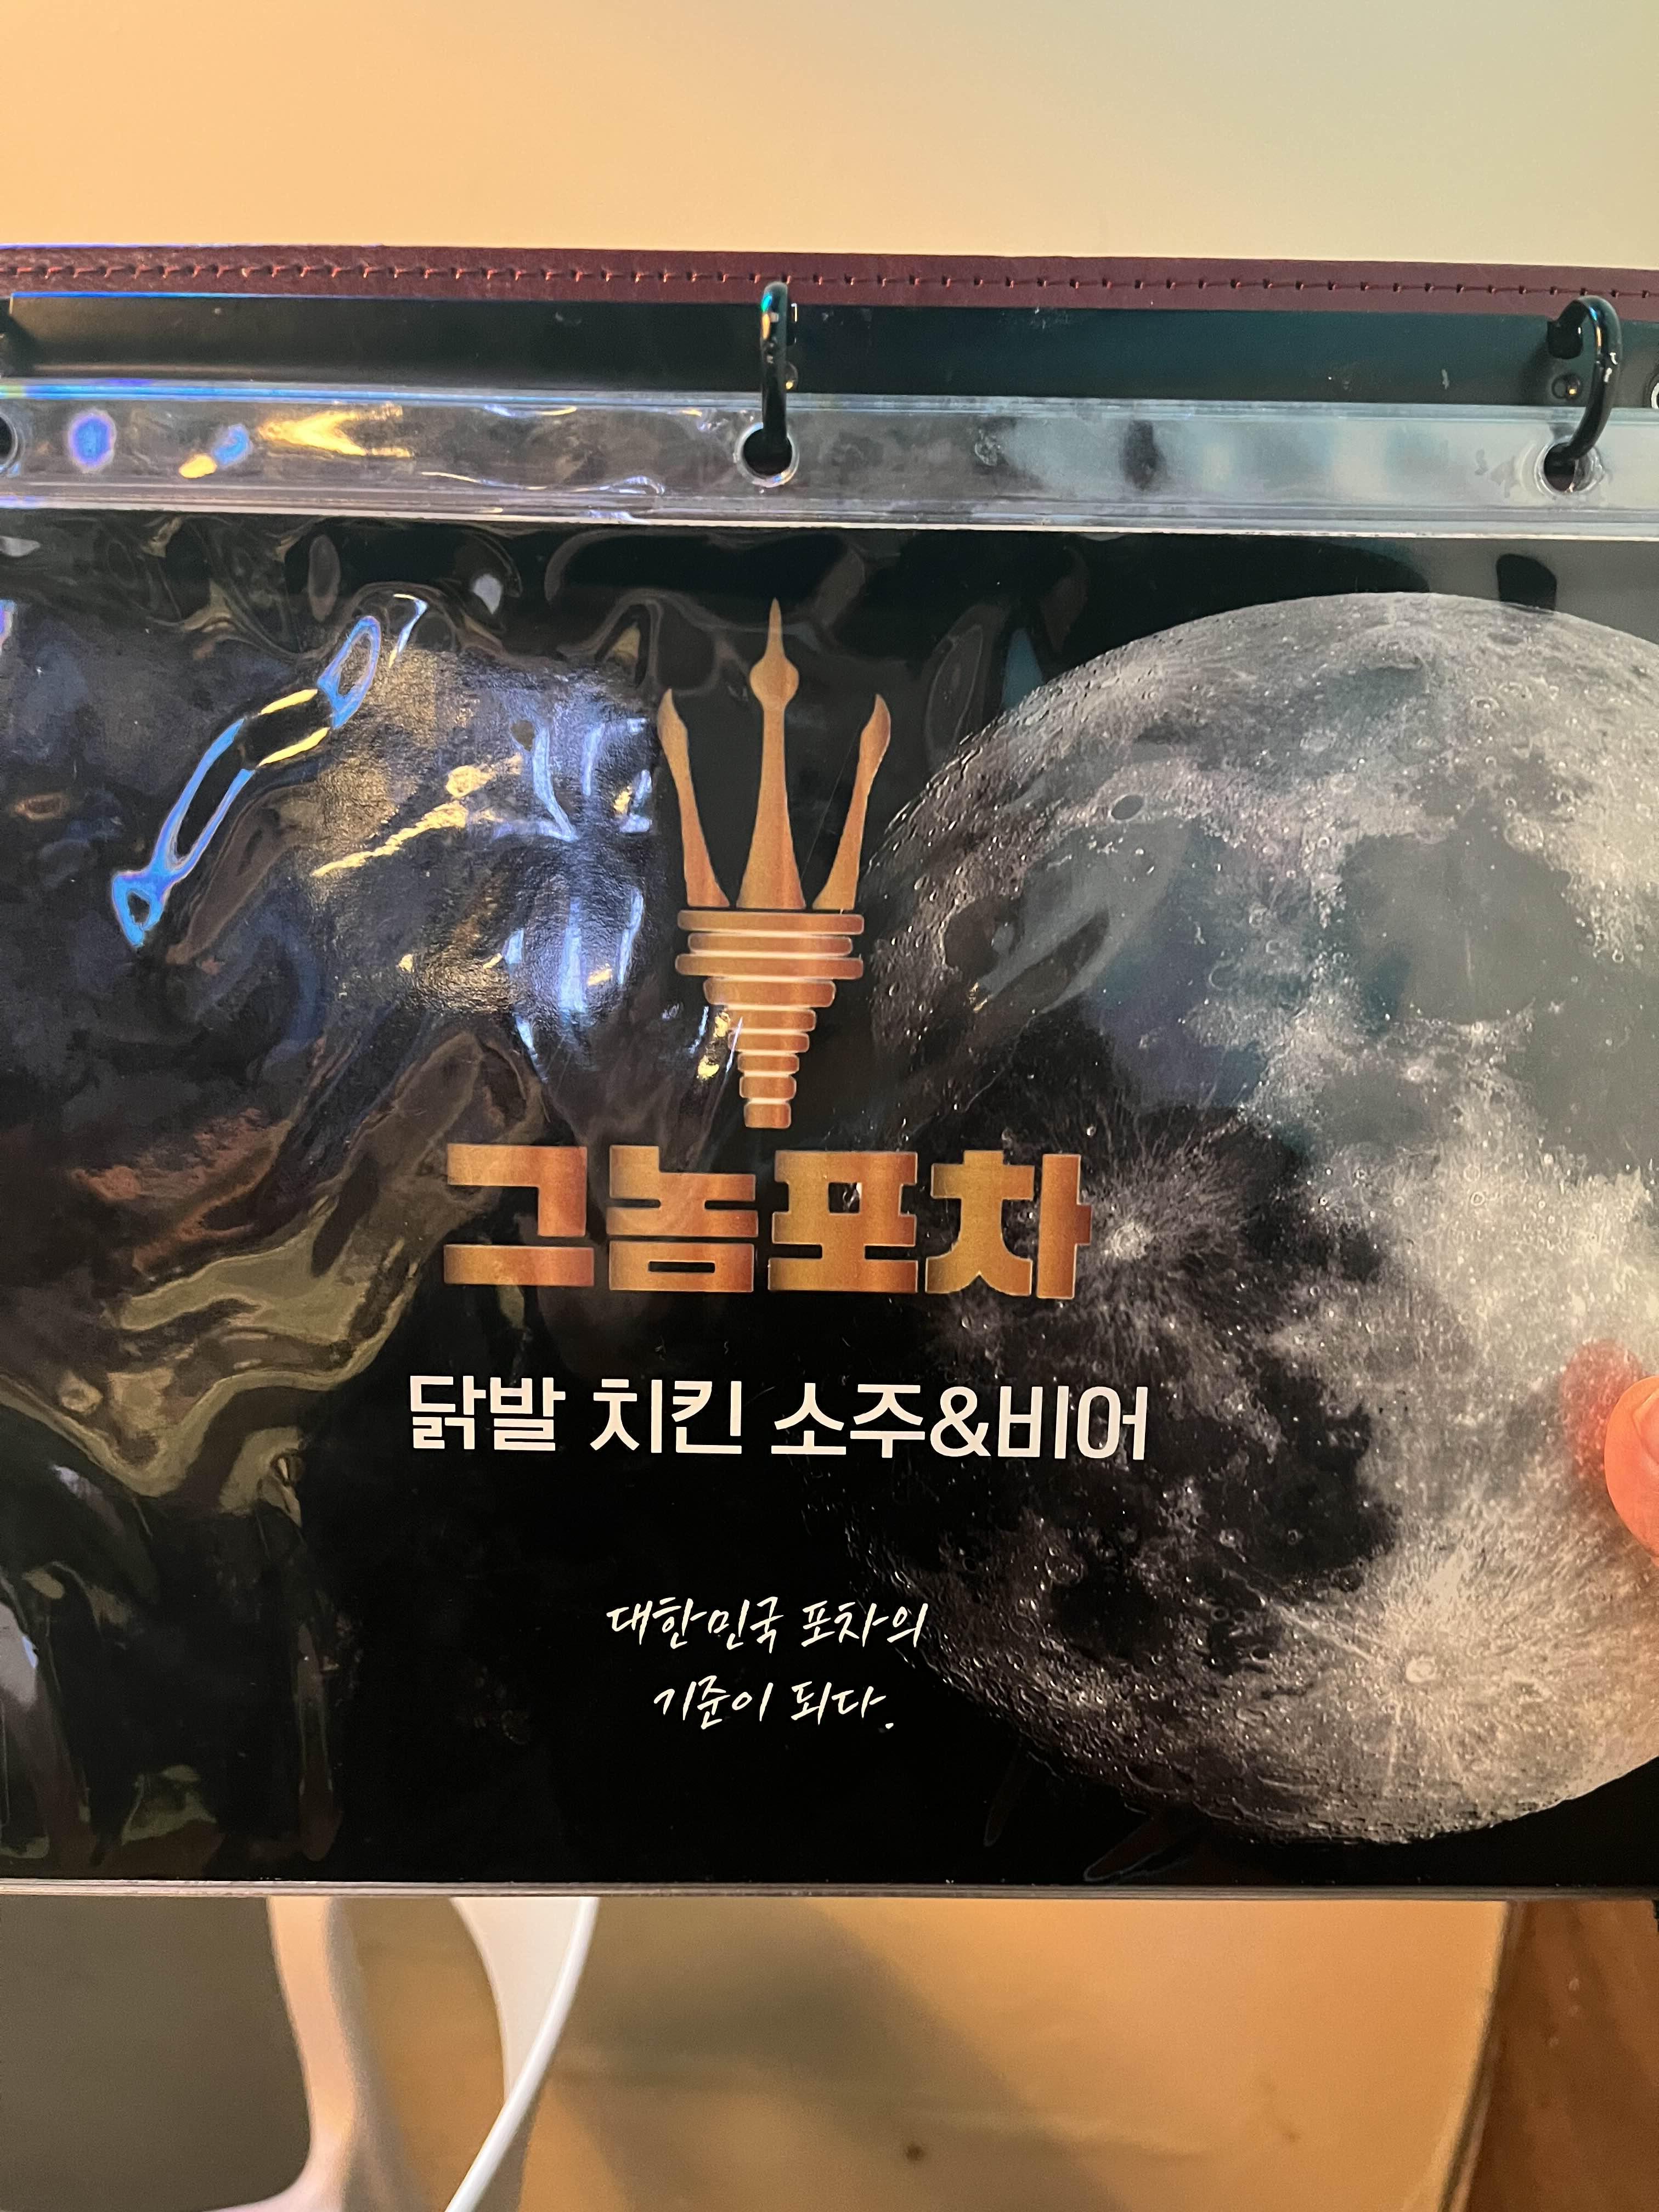 그놈포차
닭발 치킨 소주&비어
대한민국 포차의
기준이 되다.